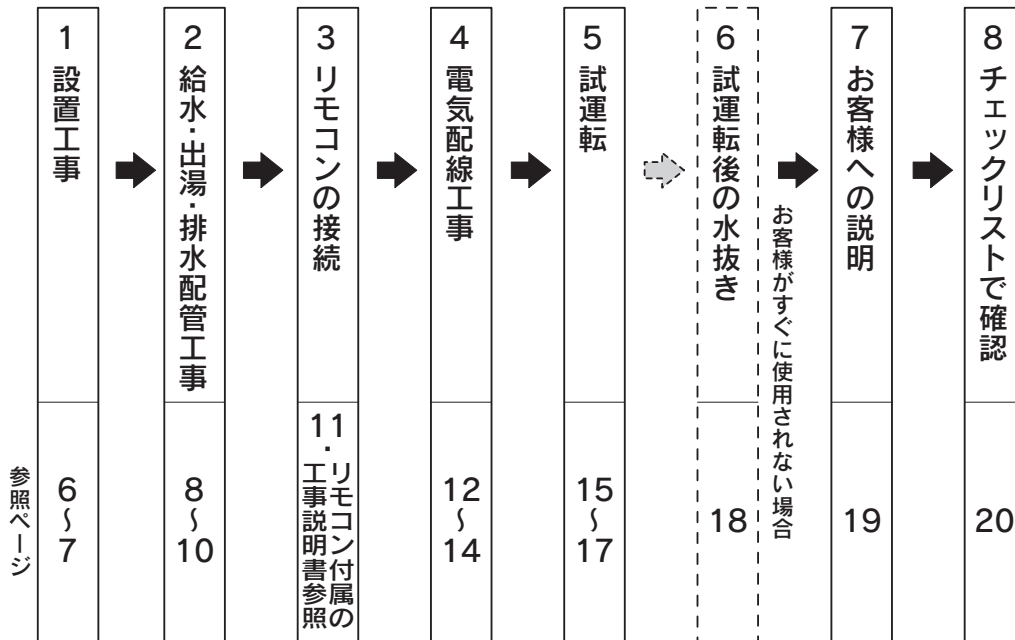 1 設置工事
2 給水・出湯・排水配管工事
3 リモコンの接続
4 電気配線工事
5 試運転
6 試運転後の水抜き
お客様がすぐに使用されない場合
7 お客様への説明
8 チェックリストで確認
参照ページ
6〜7
8〜10
11・リモコン付属の
工事説明書参照
12〜14
15〜17
18
19
20